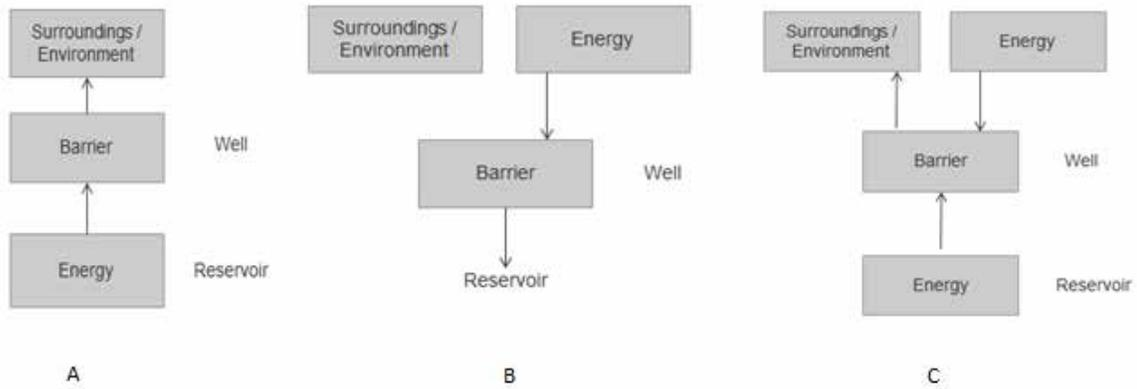 Surroundings /
Environment
Barrier
Well
Energy
Reservoir
A
Surroundings /
Environment
Energy
Barrier
Well
Reservoir
B
Surroundings /
Environment
Energy
Barrier
Well
Energy
Reservoir
C